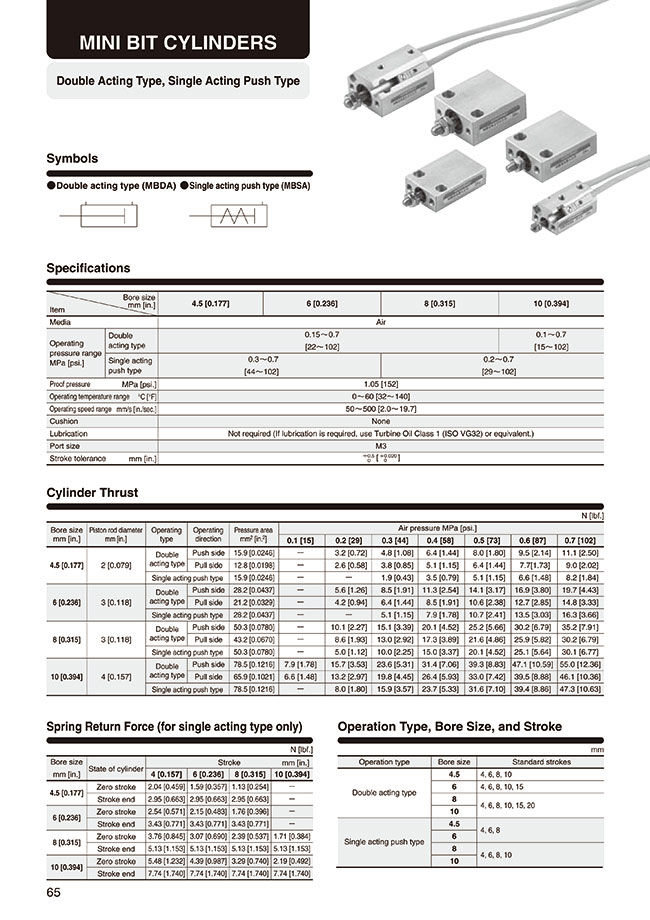 MINI BIT CYLINDERS
Double Acting Type, Single Acting Push Type
Symbols
●Double acting type (MBDA) ●Single acting push type (MBSA)
Specifications
Item Bore size mm [in.] 4.5 [0.177] 6 [0.236] 8 [0.315] 10 [0.394]
Media Air
Operating pressure range MPa [psi.] Double acting type 0.15~0.7 [22~102] 0.1~0.7 [15~102]
Single acting push type 0.3~0.7 [44~102] 0.2~0.7 [29~102]
Proof pressure MPa [psi.] 1.05 [152]
Operating temperature range °C [°F] 0~60 [32~140]
Operating speed range mm/s [in./sec.] 50~500 [2.0~19.7]
Cushion None
Lubrication Not required (If lubrication is required, use Turbine Oil Class 1 (ISO VG32) or equivalent.)
Port size M3
Stroke tolerance mm [in.] +0.5 0 [ +0.020 0 ]
Cylinder Thrust
N [lbf.]
Bore size mm [in.] Piston rod diameter mm [in.] Operating type Operating direction Pressure area mm² [in.²] Air pressure MPa [psi.]
0.1 [15] 0.2 [29] 0.3 [44] 0.4 [58] 0.5 [73] 0.6 [87] 0.7 [102]
4.5 [0.177] 2 [0.079] Double acting type Push side 15.9 [0.0246] — 3.2 [0.72] 4.8 [1.08] 6.4 [1.44] 8.0 [1.80] 9.5 [2.14] 11.1 [2.50]
Pull side 12.8 [0.0198] — 2.6 [0.58] 3.8 [0.85] 5.1 [1.15] 6.4 [1.44] 7.7[1.73] 9.0 [2.02]
Single acting push type 15.9 [0.0246] — — 1.9 [0.43] 3.5 [0.79] 5.1 [1.15] 6.6 [1.48] 8.2 [1.84]
6 [0.236] 3 [0.118] Double acting type Push side 28.2 [0.0437] — 5.6 [1.26] 8.5 [1.91] 11.3 [2.54] 14.1 [3.17] 16.9 [3.80] 19.7 [4.43]
Pull side 21.2 [0.0329] — 4.2 [0.94] 6.4 [1.44] 8.5 [1.91] 10.6 [2.38] 12.7 [2.85] 14.8 [3.33]
Single acting push type 28.2 [0.0437] — — 5.1 [1.15] 7.9 [1.78] 10.7 [2.41] 13.5 [3.03] 16.3 [3.66]
8 [0.315] 3 [0.118] Double acting type Push side 50.3 [0.0780] — 10.1 [2.27] 15.1 [3.39] 20.1 [4.52] 25.2 [5.66] 30.2 [6.79] 35.2 [7.91]
Pull side 43.2 [0.0670] — 8.6 [1.93] 13.0 [2.92] 17.3 [3.89] 21.6 [4.86] 25.9 [5.82] 30.2 [6.79]
Single acting push type 50.3 [0.0780] — 5.0 [1.12] 10.0 [2.25] 15.0 [3.37] 20.1 [4.52] 25.1 [5.64] 30.1 [6.77]
10 [0.394] 4 [0.157] Double acting type Push side 78.5 [0.1216] 7.9 [1.78] 15.7 [3.53] 23.6 [5.31] 31.4 [7.06] 39.3 [8.83] 47.1 [10.59] 55.0 [12.36]
Pull side 65.9 [0.1021] 6.6 [1.48] 13.2 [2.97] 19.8 [4.45] 26.4 [5.93] 33.0 [7.42] 39.5 [8.88] 46.1 [10.36]
Single acting push type 78.5 [0.1216] — 8.0 [1.80] 15.9 [3.57] 23.7 [5.33] 31.6 [7.10] 39.4 [8.86] 47.3 [10.63]
Spring Return Force (for single acting type only)
N [lbf.]
Bore size mm [in.] State of cylinder Stroke
4 [0.157] 6 [0.236] 8 [0.315] 10 [0.394]
4.5 [0.177] Zero stroke 2.04 [0.459] 1.59 [0.357] 1.13 [0.254] —
Stroke end 2.95 [0.663] 2.95 [0.663] 2.95 [0.663] —
6 [0.236] Zero stroke 2.54 [0.571] 2.15 [0.483] 1.76 [0.396] —
Stroke end 3.43 [0.771] 3.43 [0.771] 3.43 [0.771] —
8 [0.315] Zero stroke 3.76 [0.845] 3.07 [0.690] 2.39 [0.537] 1.71 [0.384]
Stroke end 5.13 [1.153] 5.13 [1.153] 5.13 [1.153] 5.13 [1.153]
10 [0.394] Zero stroke 5.48 [1.232] 4.39 [0.987] 3.29 [0.740] 2.19 [0.492]
Stroke end 7.74 [1.740] 7.74 [1.740] 7.74 [1.740] 7.74 [1.740]
Operation Type, Bore Size, and Stroke
mm
Operation type Bore size Standard strokes
Double acting type 4.5 4, 6, 8, 10
6 4, 6, 8, 10, 15
8 10 4, 6, 8, 10, 15, 20
Single acting push type 4.5 6 4, 6, 8
8 10 4, 6, 8, 10
65